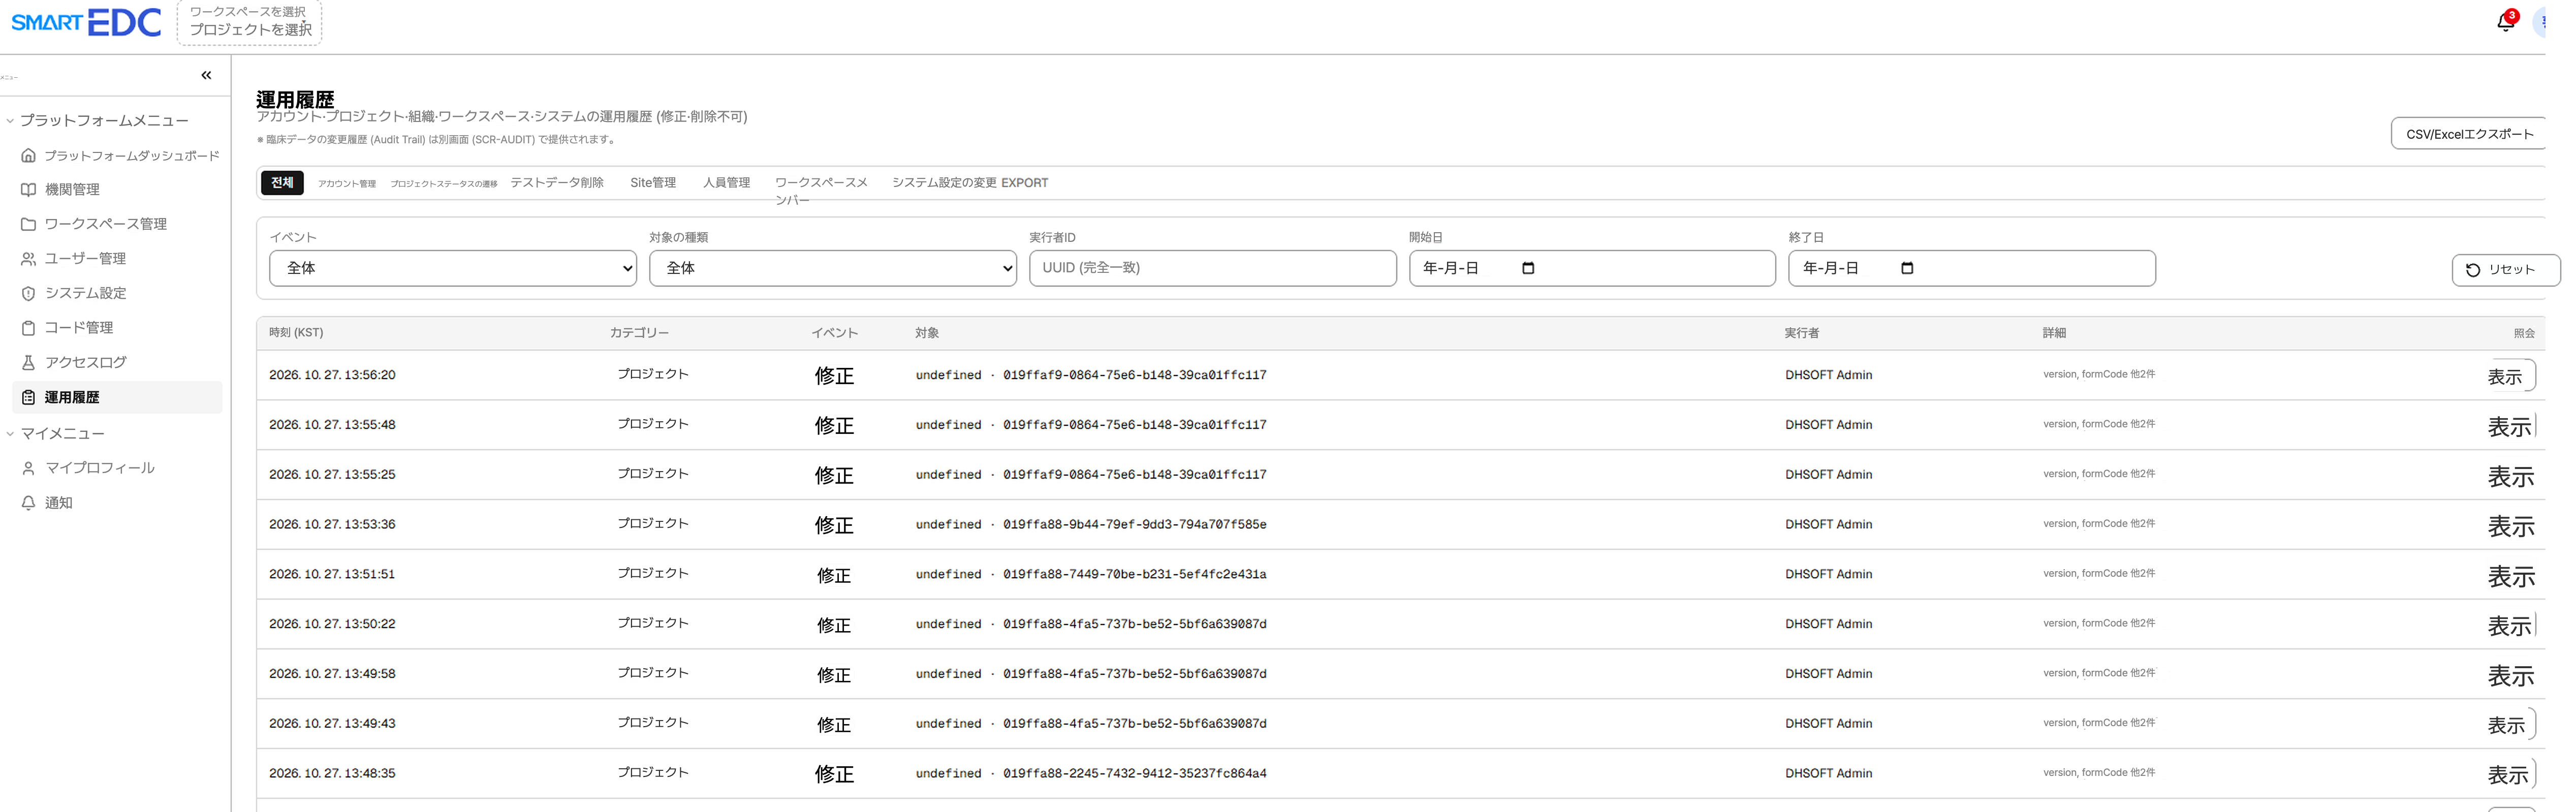 SMART EDC
ワークスペースを選択
プロジェクトを選択
3
メニュー
プラットフォームメニュー
プラットフォームダッシュボード
機関管理
ワークスペース管理
ユーザー管理
システム設定
コード管理
アクセスログ
運用履歴
マイメニュー
マイプロフィール
通知
運用履歴
アカウント·プロジェクト·組織·ワークスペース·システムの運用履歴 (修正·削除不可)
※ 臨床データの変更履歴 (Audit Trail) は別画面 (SCR-AUDIT) で提供されます。
CSV/Excelエクスポート
全体 アカウント管理 プロジェクトステータスの遷移 テストデータ削除 Site管理 人員管理 ワークスペースメンバー システム設定の変更 EXPORT
イベント 対象の種類 実行者ID 開始日 終了日
全体 全体 UUID (完全一致) 年-月-日 年-月-日 リセット
時刻 (KST) カテゴリー イベント 対象 実行者 詳細 照会
2026. 10. 27. 13:56:20 プロジェクト 修正 undefined · 019ffaf9-0864-75e6-b148-39ca01ffc117 DHSOFT Admin version, formCode 他2件 表示
2026. 10. 27. 13:55:48 プロジェクト 修正 undefined · 019ffaf9-0864-75e6-b148-39ca01ffc117 DHSOFT Admin version, formCode 他2件 表示
2026. 10. 27. 13:55:25 プロジェクト 修正 undefined · 019ffaf9-0864-75e6-b148-39ca01ffc117 DHSOFT Admin version, formCode 他2件 表示
2026. 10. 27. 13:53:36 プロジェクト 修正 undefined · 019ffa88-9b44-79ef-9dd3-794a707f585e DHSOFT Admin version, formCode 他2件 表示
2026. 10. 27. 13:51:51 プロジェクト 修正 undefined · 019ffa88-7449-70be-b231-5ef4fc2e431a DHSOFT Admin version, formCode 他2件 表示
2026. 10. 27. 13:50:22 プロジェクト 修正 undefined · 019ffa88-4fa5-737b-be52-5bf6a639087d DHSOFT Admin version, formCode 他2件 表示
2026. 10. 27. 13:49:58 プロジェクト 修正 undefined · 019ffa88-4fa5-737b-be52-5bf6a639087d DHSOFT Admin version, formCode 他2件 表示
2026. 10. 27. 13:49:43 プロジェクト 修正 undefined · 019ffa88-4fa5-737b-be52-5bf6a639087d DHSOFT Admin version, formCode 他2件 表示
2026. 10. 27. 13:48:35 プロジェクト 修正 undefined · 019ffa88-2245-7432-9412-35237fc864a4 DHSOFT Admin version, formCode 他2件 表示